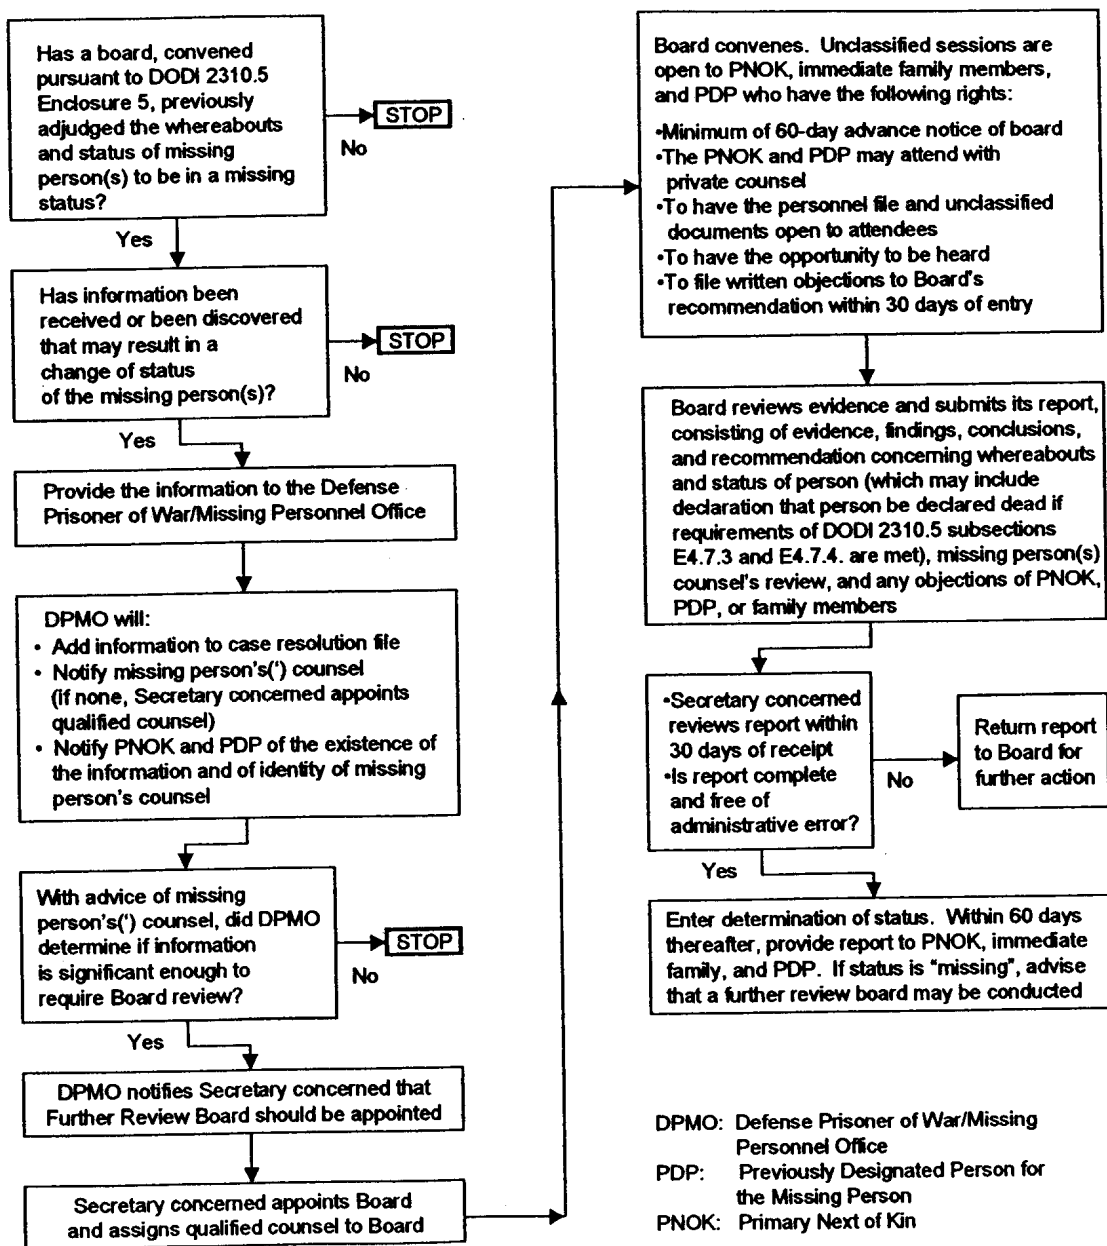 Has a board, convened
pursuant to DODI 2310.5
Enclosure 5, previously
adjudged the whereabouts
and status of missing
person(s) to be in a missing
status?
STOP
No
Yes
Has information been
received or been discovered
that may result in a
change of status
of the missing person(s)?
STOP
No
Yes
Provide the information to the Defense
Prisoner of War/Missing Personnel Office
DPMO will:
• Add information to case resolution file
• Notify missing person's(') counsel
(if none, Secretary concerned appoints
qualified counsel)
• Notify PNOK and PDP of the existence of
the information and of identity of missing
person's counsel
With advice of missing
person's(') counsel, did DPMO
determine if information
is significant enough to
require Board review?
STOP
No
Yes
DPMO notifies Secretary concerned that
Further Review Board should be appointed
Secretary concerned appoints Board
and assigns qualified counsel to Board
Board convenes. Unclassified sessions are
open to PNOK, immediate family members,
and PDP who have the following rights:
•Minimum of 60-day advance notice of board
•The PNOK and PDP may attend with
private counsel
•To have the personnel file and unclassified
documents open to attendees
•To have the opportunity to be heard
•To file written objections to Board's
recommendation within 30 days of entry
Board reviews evidence and submits its report,
consisting of evidence, findings, conclusions,
and recommendation concerning whereabouts
and status of person (which may include
declaration that person be declared dead if
requirements of DODI 2310.5 subsections
E4.7.3 and E4.7.4. are met), missing person(s)
counsel's review, and any objections of PNOK,
PDP, or family members
•Secretary concerned
reviews report within
30 days of receipt
•Is report complete
and free of
administrative error?
No
Return report
to Board for
further action
Yes
Enter determination of status. Within 60 days
thereafter, provide report to PNOK, immediate
family, and PDP. If status is "missing", advise
that a further review board may be conducted
DPMO: Defense Prisoner of War/Missing
Personnel Office
PDP: Previously Designated Person for
the Missing Person
PNOK: Primary Next of Kin